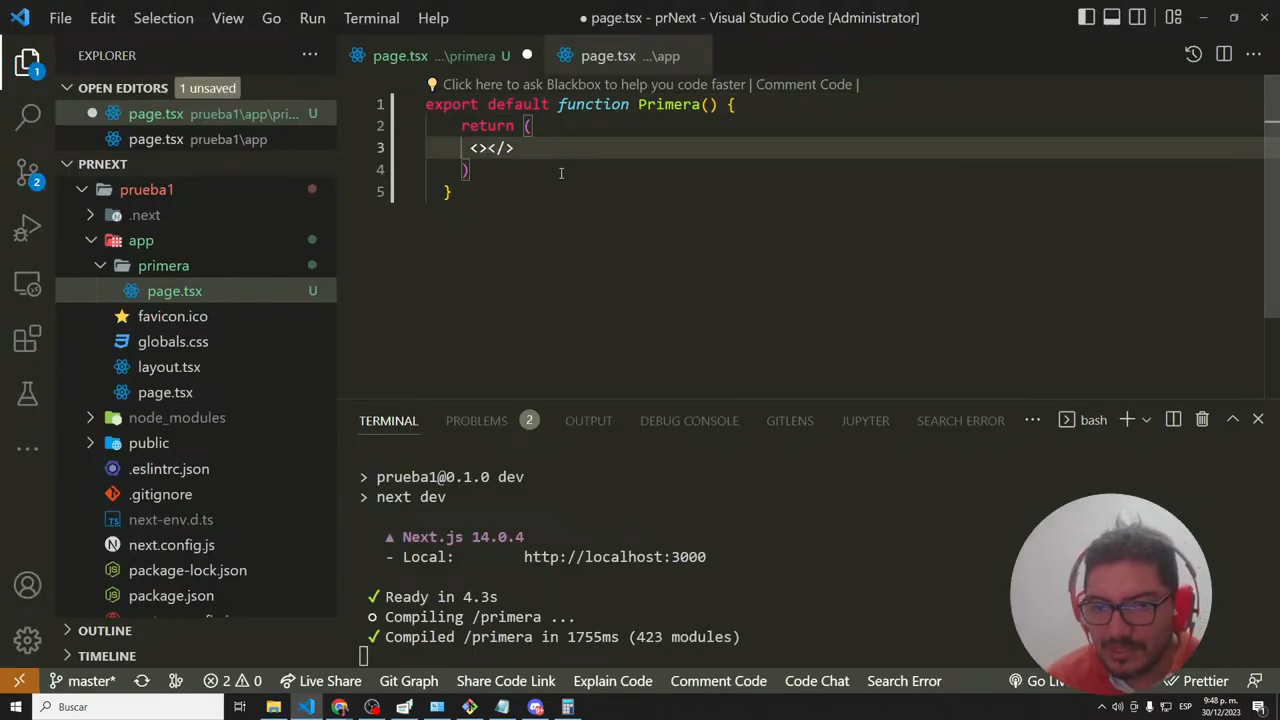 File Edit Selection View Go Run Terminal Help
● page.tsx - prNext - Visual Studio Code [Administrator]
EXPLORER
OPEN EDITORS 1 unsaved
page.tsx prueba1\app\pri... U
page.tsx prueba1\app
PRNEXT
prueba1
.next
app
primera
page.tsx U
favicon.ico
globals.css
layout.tsx
page.tsx
node_modules
public
.eslintrc.json
.gitignore
next-env.d.ts
next.config.js
package-lock.json
package.json
OUTLINE
TIMELINE
1
2
page.tsx ...\primera U
page.tsx ...\app
Click here to ask Blackbox to help you code faster | Comment Code |
1 export default function Primera() {
2 return (
3 <></>
4 )
5 }
TERMINAL PROBLEMS 2 OUTPUT DEBUG CONSOLE GITLENS JUPYTER SEARCH ERROR ... bash
> prueba1@0.1.0 dev
> next dev
▲ Next.js 14.0.4
- Local: http://localhost:3000
✓ Ready in 4.3s
○ Compiling /primera ...
✓ Compiled /primera in 1755ms (423 modules)
master* 2 0 Live Share Git Graph Share Code Link Explain Code Comment Code Code Chat Search Error Go Li Prettier
Buscar
ESP
9:48 p. m.
30/12/2023